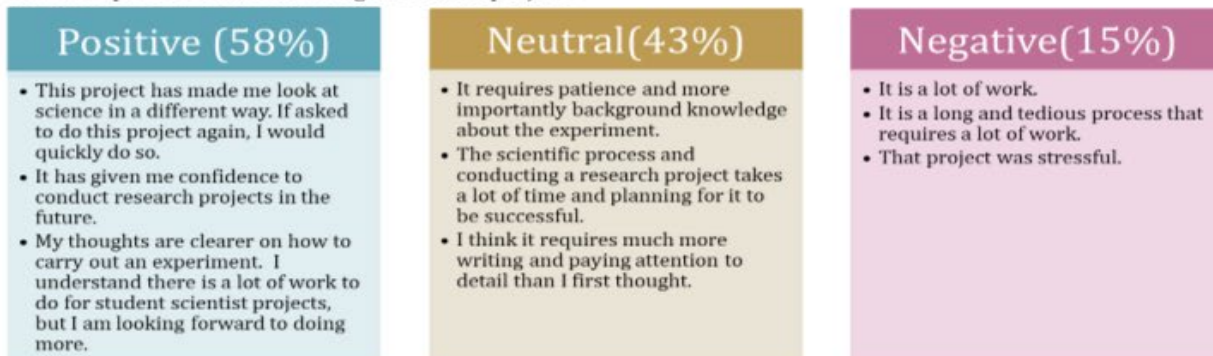 Positive (58%)
• This project has made me look at
science in a different way. If asked
to do this project again, I would
quickly do so.
• It has given me confidence to
conduct research projects in the
future.
• My thoughts are clearer on how to
carry out an experiment. I
understand there is a lot of work to
do for student scientist projects,
but I am looking forward to doing
more.
Neutral(43%)
• It requires patience and more
importantly background knowledge
about the experiment.
• The scientific process and
conducting a research project takes
a lot of time and planning for it to
be successful.
• I think it requires much more
writing and paying attention to
detail than I first thought.
Negative(15%)
• It is a lot of work.
• It is a long and tedious process that
requires a lot of work.
• That project was stressful.